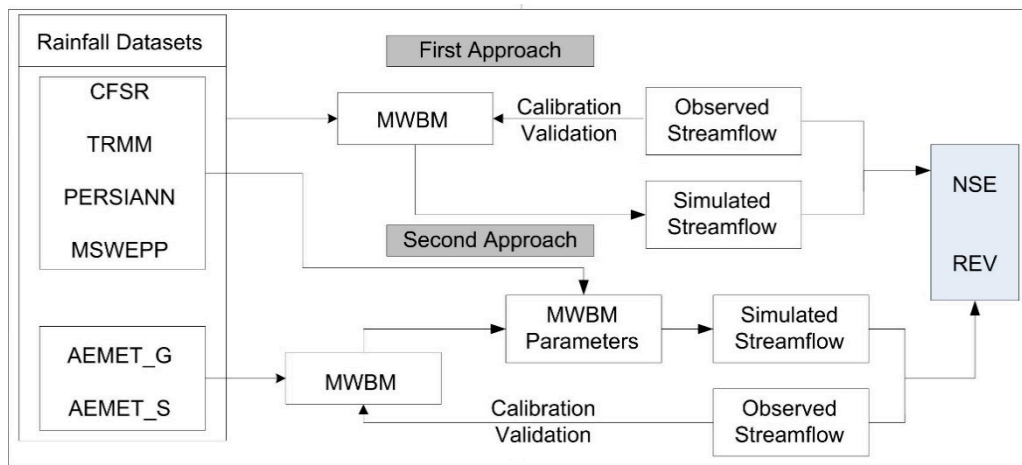 Rainfall Datasets
CFSR
TRMM
PERSIANN
MSWEPP
AEMET_G
AEMET_S
First Approach
MWBM
Calibration
Validation
Observed
Streamflow
Simulated
Streamflow
NSE
REV
Second Approach
MWBM
Parameters
Simulated
Streamflow
MWBM
Calibration
Validation
Observed
Streamflow